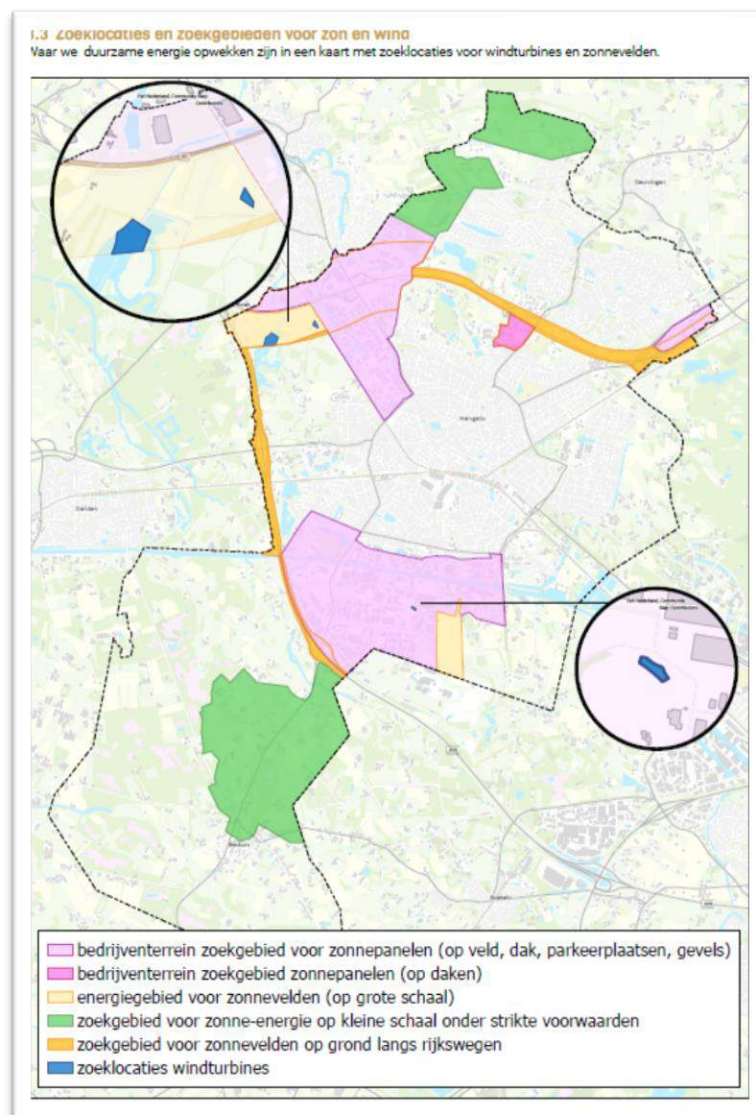 1.3 Zoeklocaties en zoekgebieden voor zon en wind
Waar we duurzame energie opwekken zijn in een kaart met zoeklocaties voor windturbines en zonnevelden.
Deurningen
Hengelo
Delden
bedrijventerrein zoekgebied voor zonnepanelen (op veld, dak, parkeerplaatsen, gevels)
bedrijventerrein zoekgebied zonnepanelen (op daken)
energiegebied voor zonnevelden (op grote schaal)
zoekgebied voor zonne-energie op kleine schaal onder strikte voorwaarden
zoekgebied voor zonnevelden op grond langs rijkswegen
zoeklocaties windturbines